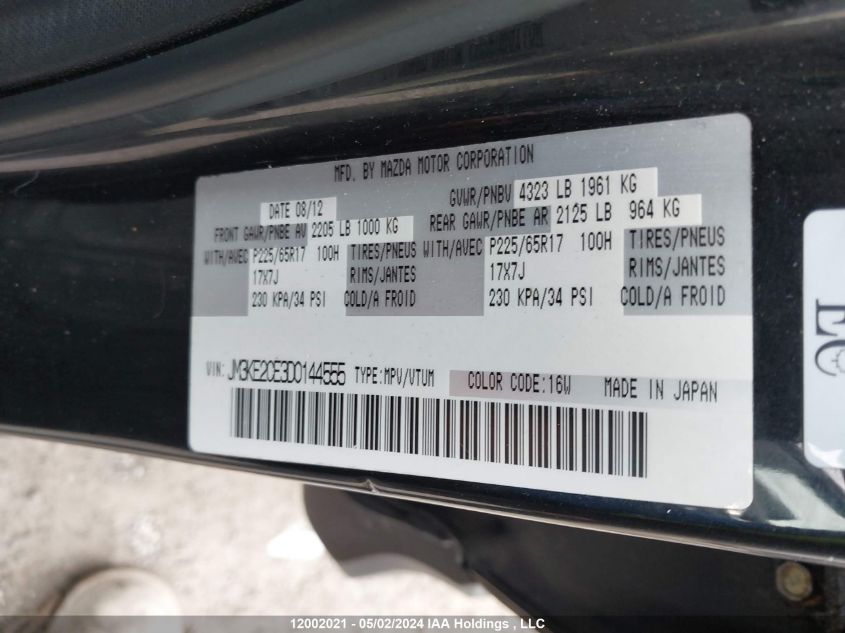 MFD. BY MAZDA MOTOR CORPORATION
DATE 08/12 GVWR/PNBV 4323 LB 1961 KG
FRONT GAWR/PNBE AV 2205 LB 1000 KG REAR GAWR/PNBE AR 2125 LB 964 KG
WITH/AVEC P225/65R17 100H TIRES/PNEUS WITH/AVEC P225/65R17 100H TIRES/PNEUS
17X7J RIMS/JANTES 17X7J RIMS/JANTES
230 KPA/34 PSI COLD/A FROID 230 KPA/34 PSI COLD/A FROID
VIN: JM3KE2CE3D0144555 TYPE:MPV/VTUM COLOR CODE:16W MADE IN JAPAN
EC
12002021 - 05/02/2024 IAA Holdings , LLC